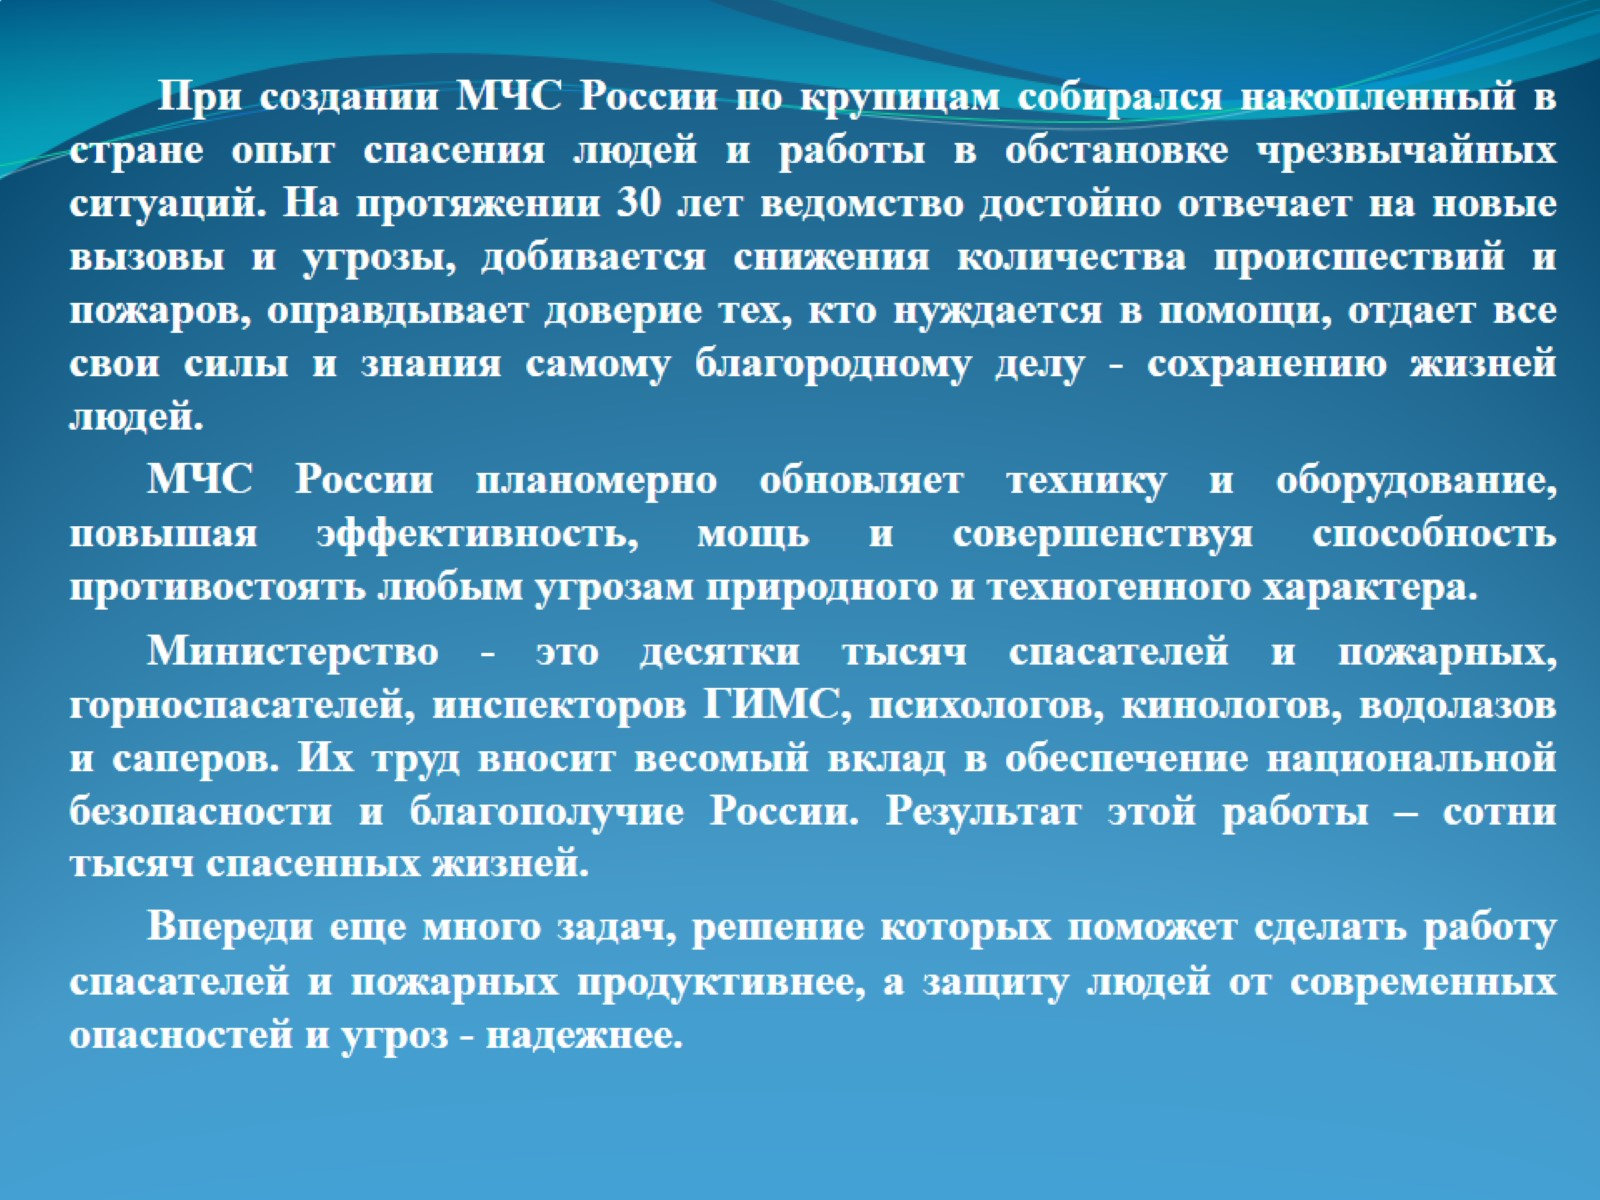 При создании МЧС России по крупицам собирался накопленный в
стране опыт спасения людей и работы в обстановке чрезвычайных
ситуаций. На протяжении 30 лет ведомство достойно отвечает на новые
вызовы и угрозы, добивается снижения количества происшествий и
пожаров, оправдывает доверие тех, кто нуждается в помощи, отдает все
свои силы и знания самому благородному делу - сохранению жизней
людей.
МЧС России планомерно обновляет технику и оборудование,
повышая эффективность, мощь и совершенствуя способность
противостоять любым угрозам природного и техногенного характера.
Министерство - это десятки тысяч спасателей и пожарных,
горноспасателей, инспекторов ГИМС, психологов, кинологов, водолазов
и саперов. Их труд вносит весомый вклад в обеспечение национальной
безопасности и благополучие России. Результат этой работы – сотни
тысяч спасенных жизней.
Впереди еще много задач, решение которых поможет сделать работу
спасателей и пожарных продуктивнее, а защиту людей от современных
опасностей и угроз - надежнее.